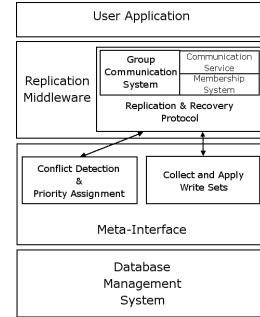 User Application
Replication
Middleware
Group
Communication
System
Communication
Service
Membership
System
Replication & Recovery
Protocol
Conflict Detection
&
Priority Assignment
Collect and Apply
Write Sets
Meta-Interface
Database
Management
System